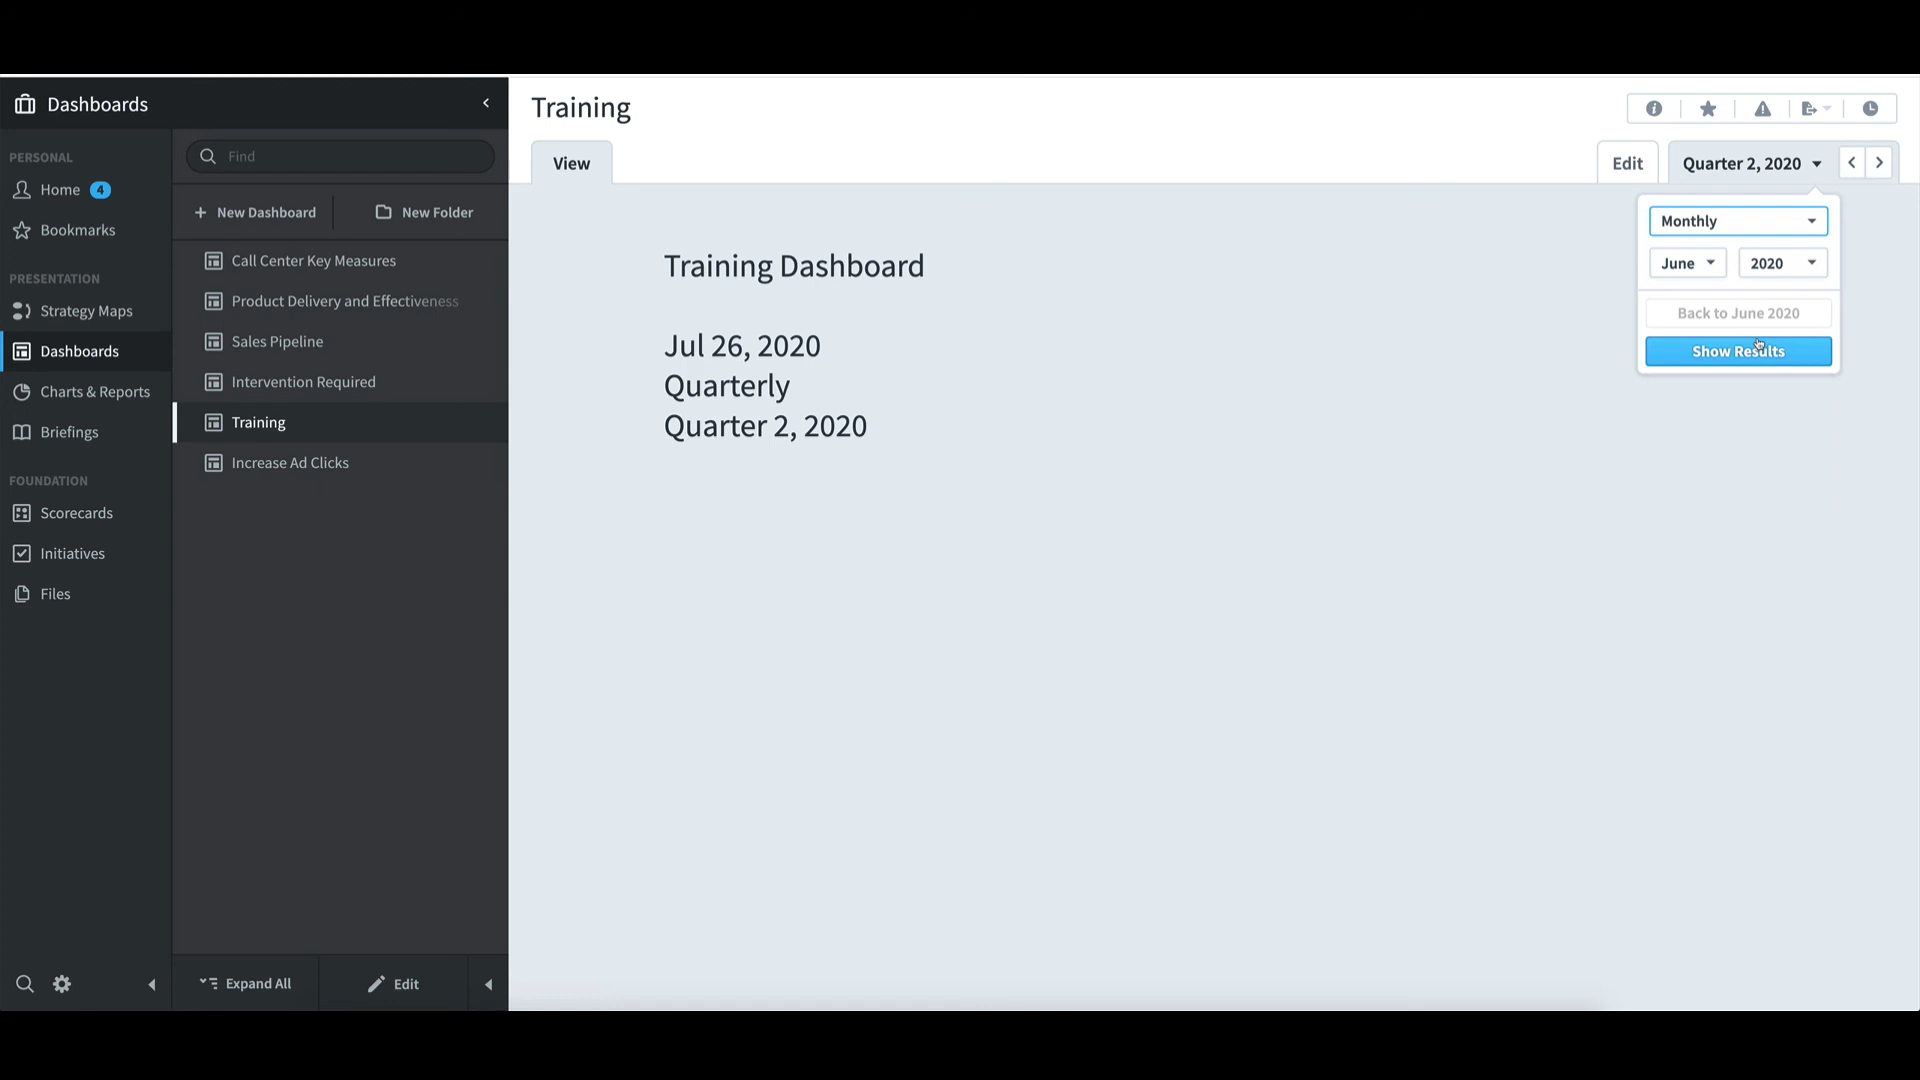 Dashboards
PERSONAL
Home 4
Bookmarks
PRESENTATION
Strategy Maps
Dashboards
Charts & Reports
Briefings
FOUNDATION
Scorecards
Initiatives
Files
Find
New Dashboard
New Folder
Call Center Key Measures
Product Delivery and Effectiveness
Sales Pipeline
Intervention Required
Training
Increase Ad Clicks
Expand All
Edit
Training
View
Edit
Quarter 2, 2020
Monthly
June
2020
Back to June 2020
Show Results
Training Dashboard
Jul 26, 2020
Quarterly
Quarter 2, 2020